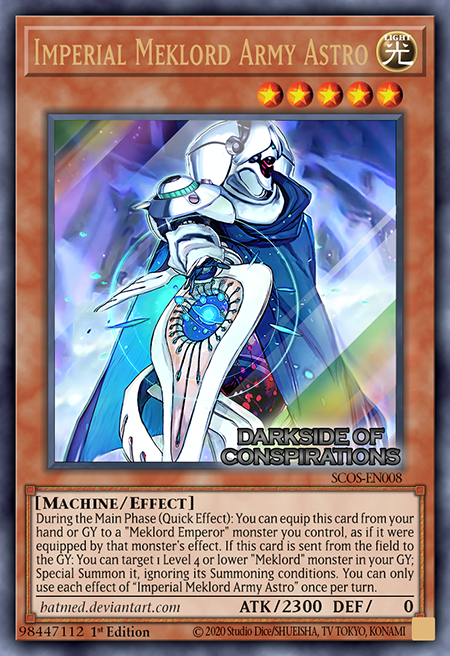 IMPERIAL MEKLORD ARMY ASTRO
LIGHT
光
DARKSIDE OF
CONSPIRATIONS
SCOS-EN008
[MACHINE/EFFECT]
During the Main Phase (Quick Effect): You can equip this card from your
hand or GY to a "Meklord Emperor" monster you control, as if it were
equipped by that monster's effect. If this card is sent from the field to
the GY: You can target 1 Level 4 or lower "Meklord" monster in your GY;
Special Summon it, ignoring its Summoning conditions. You can only
use each effect of "Imperial Meklord Army Astro" once per turn.
batmed.deviantart.com ATK/2300 DEF/ 0
98447112 1st Edition ©2020 Studio Dice/SHUEISHA, TV TOKYO, KONAMI